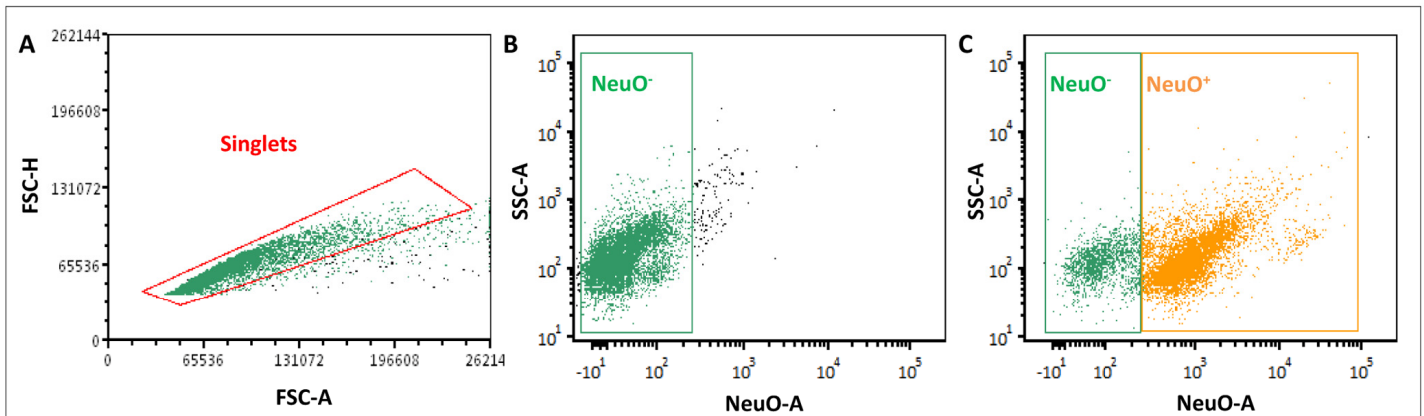 A
262144
196608
131072
65536
0
Singlets
FSC-H
0 65536 131072 196608 26214
FSC-A
B
10^5
10^4
10^3
10^2
10^1
NeuO^-
SSC-A
-10^1 10^2 10^3 10^4 10^5
NeuO-A
C
10^5
10^4
10^3
10^2
10^1
NeuO^- NeuO^+
SSC-A
-10^1 10^2 10^3 10^4 10^5
NeuO-A